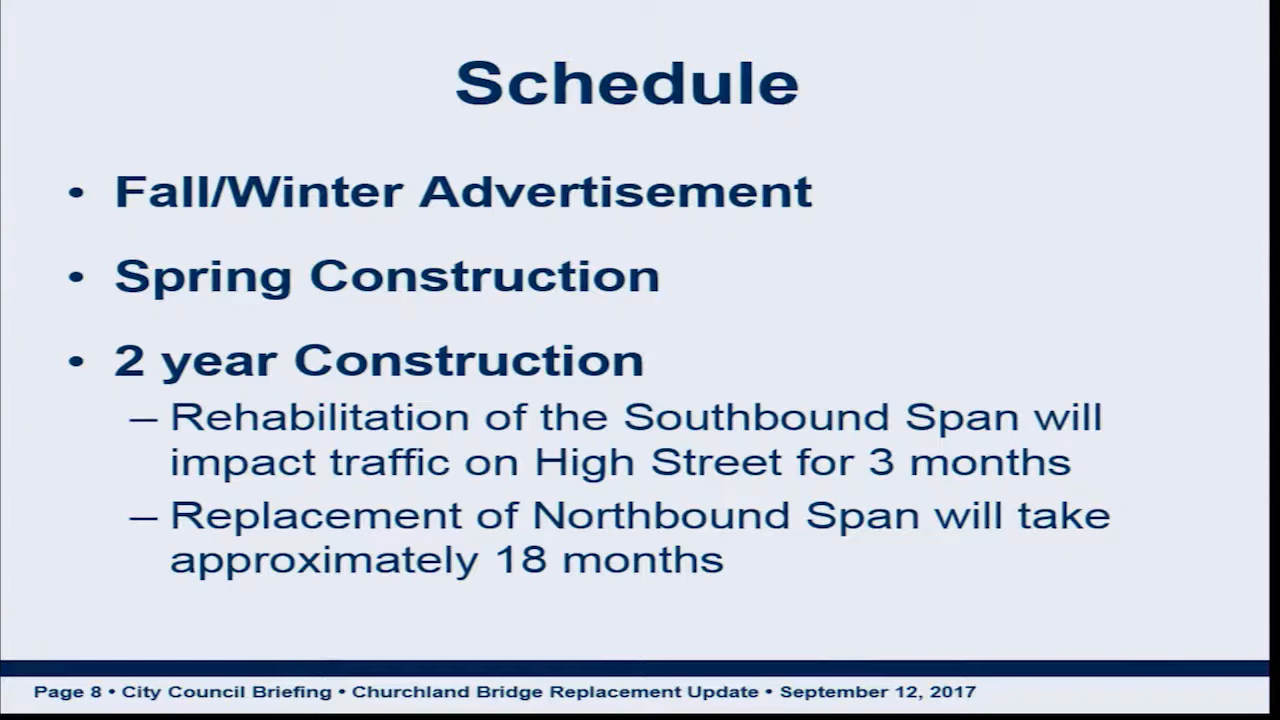 Schedule
• Fall/Winter Advertisement
• Spring Construction
• 2 year Construction
– Rehabilitation of the Southbound Span will
impact traffic on High Street for 3 months
– Replacement of Northbound Span will take
approximately 18 months
Page 8 • City Council Briefing • Churchland Bridge Replacement Update • September 12, 2017